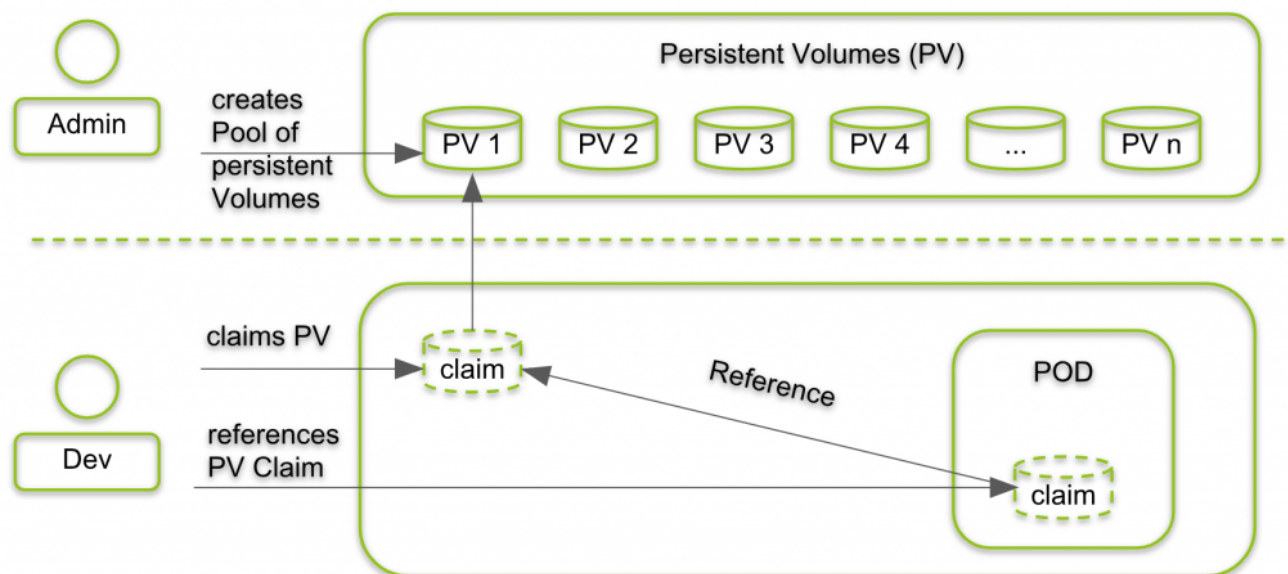 Persistent Volumes (PV)
Admin
creates
Pool of
persistent
Volumes
PV 1
PV 2
PV 3
PV 4
...
PV n
claims PV
claim
Reference
POD
Dev
references
PV Claim
claim